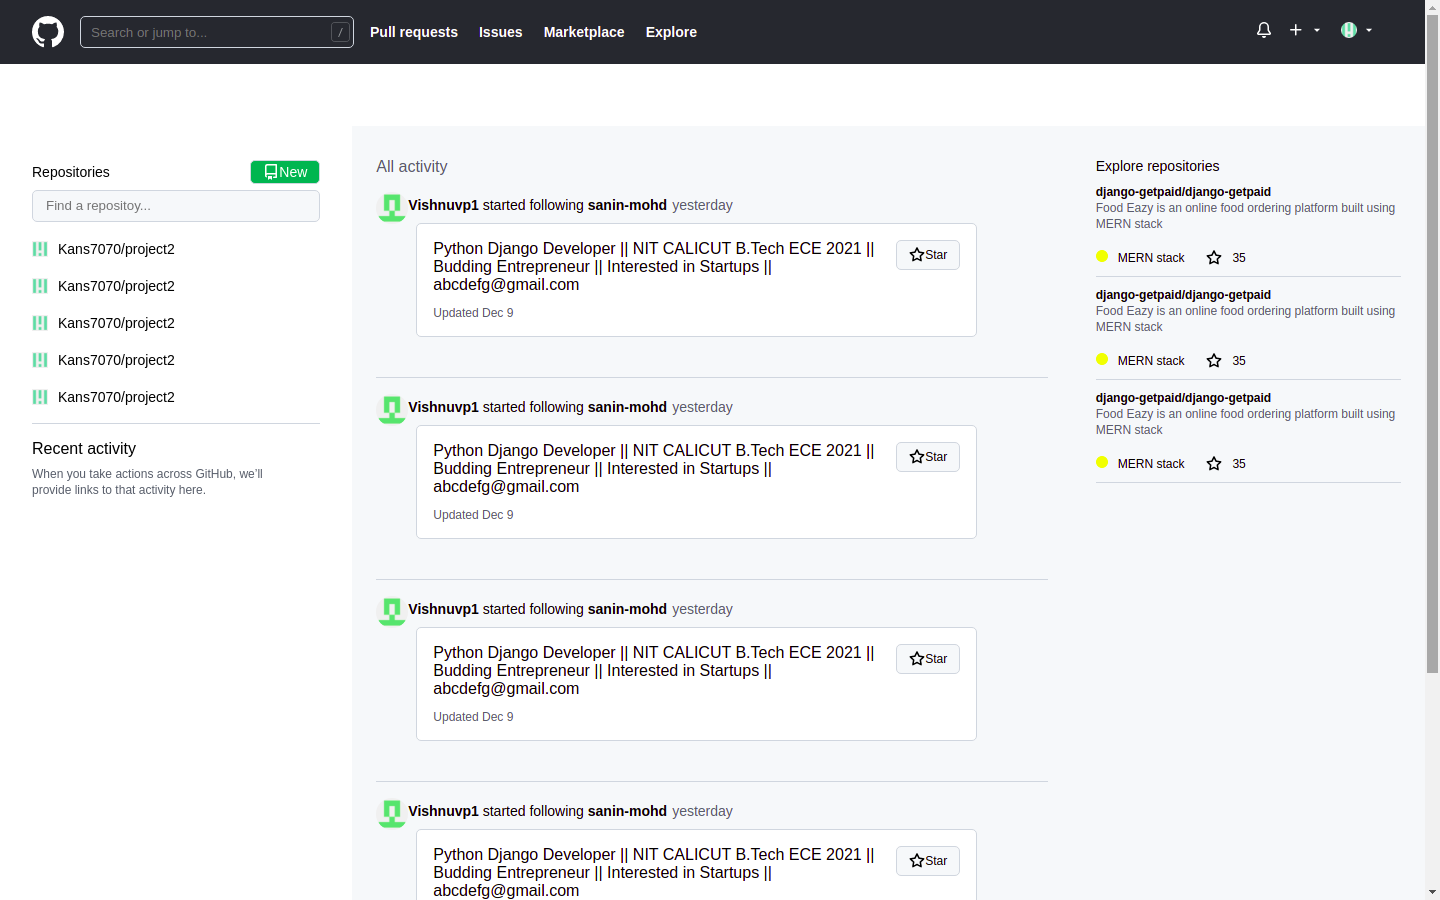 Search or jump to...
/
Pull requests
Issues
Marketplace
Explore
Repositories
New
Find a repositoy...
Kans7070/project2
Kans7070/project2
Kans7070/project2
Kans7070/project2
Kans7070/project2
Recent activity
When you take actions across GitHub, we'll
provide links to that activity here.
All activity
Vishnuvp1 started following sanin-mohd yesterday
Python Django Developer || NIT CALICUT B.Tech ECE 2021 ||
Budding Entrepreneur || Interested in Startups ||
abcdefg@gmail.com
Star
Updated Dec 9
Vishnuvp1 started following sanin-mohd yesterday
Python Django Developer || NIT CALICUT B.Tech ECE 2021 ||
Budding Entrepreneur || Interested in Startups ||
abcdefg@gmail.com
Star
Updated Dec 9
Vishnuvp1 started following sanin-mohd yesterday
Python Django Developer || NIT CALICUT B.Tech ECE 2021 ||
Budding Entrepreneur || Interested in Startups ||
abcdefg@gmail.com
Star
Updated Dec 9
Vishnuvp1 started following sanin-mohd yesterday
Python Django Developer || NIT CALICUT B.Tech ECE 2021 ||
Budding Entrepreneur || Interested in Startups ||
abcdefg@gmail.com
Star
Explore repositories
django-getpaid/django-getpaid
Food Eazy is an online food ordering platform built using
MERN stack
MERN stack 35
django-getpaid/django-getpaid
Food Eazy is an online food ordering platform built using
MERN stack
MERN stack 35
django-getpaid/django-getpaid
Food Eazy is an online food ordering platform built using
MERN stack
MERN stack 35